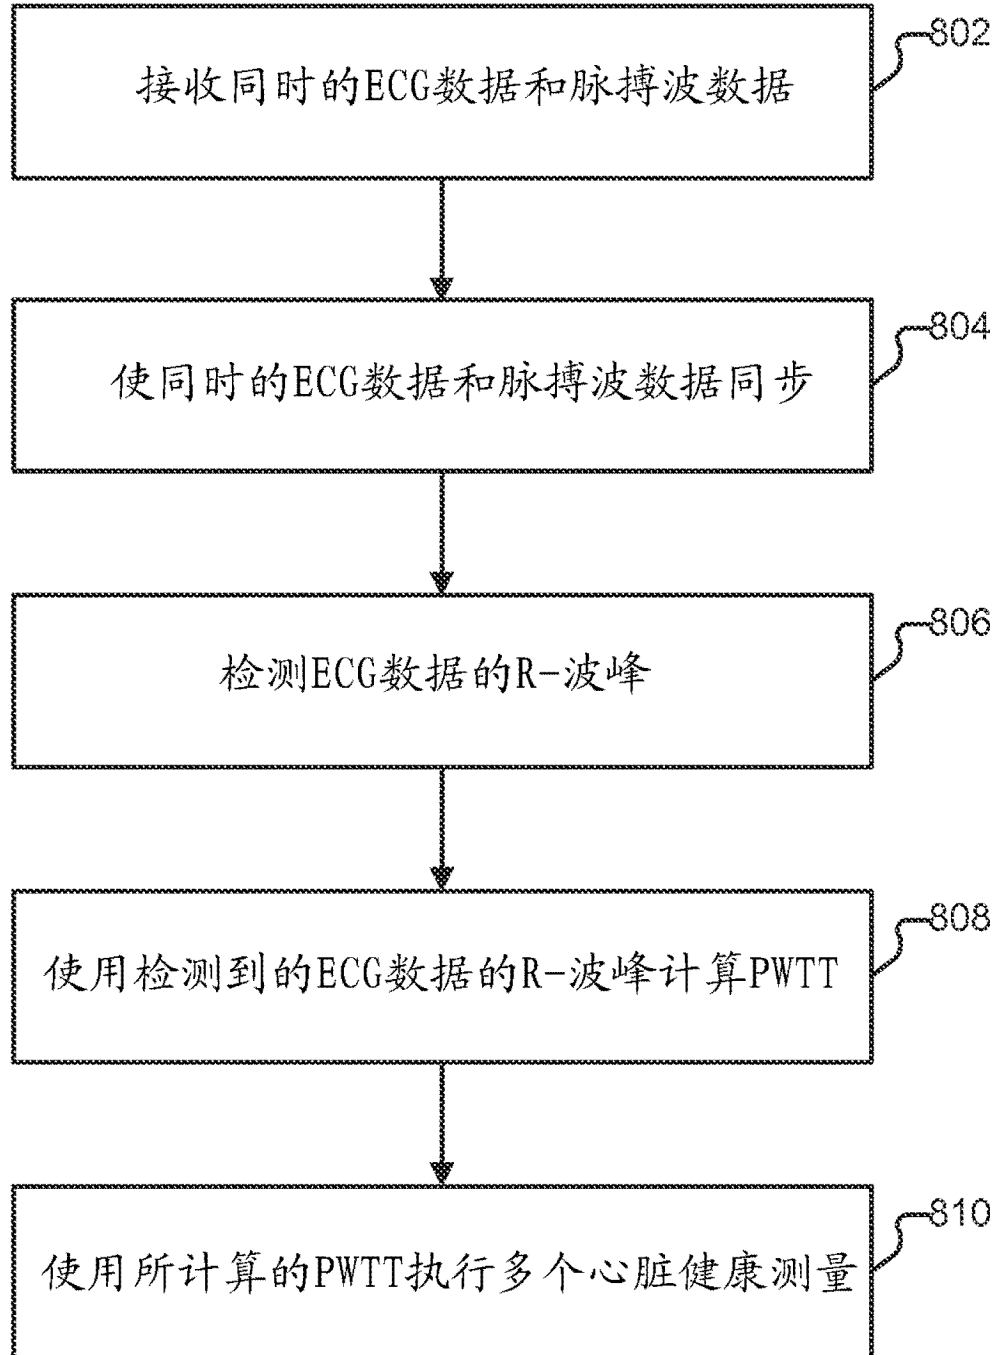 802
接收同时的ECG数据和脉搏波数据
804
使同时的ECG数据和脉搏波数据同步
806
检测ECG数据的R-波峰
808
使用检测到的ECG数据的R-波峰计算PWTT
810
使用所计算的PWTT执行多个心脏健康测量